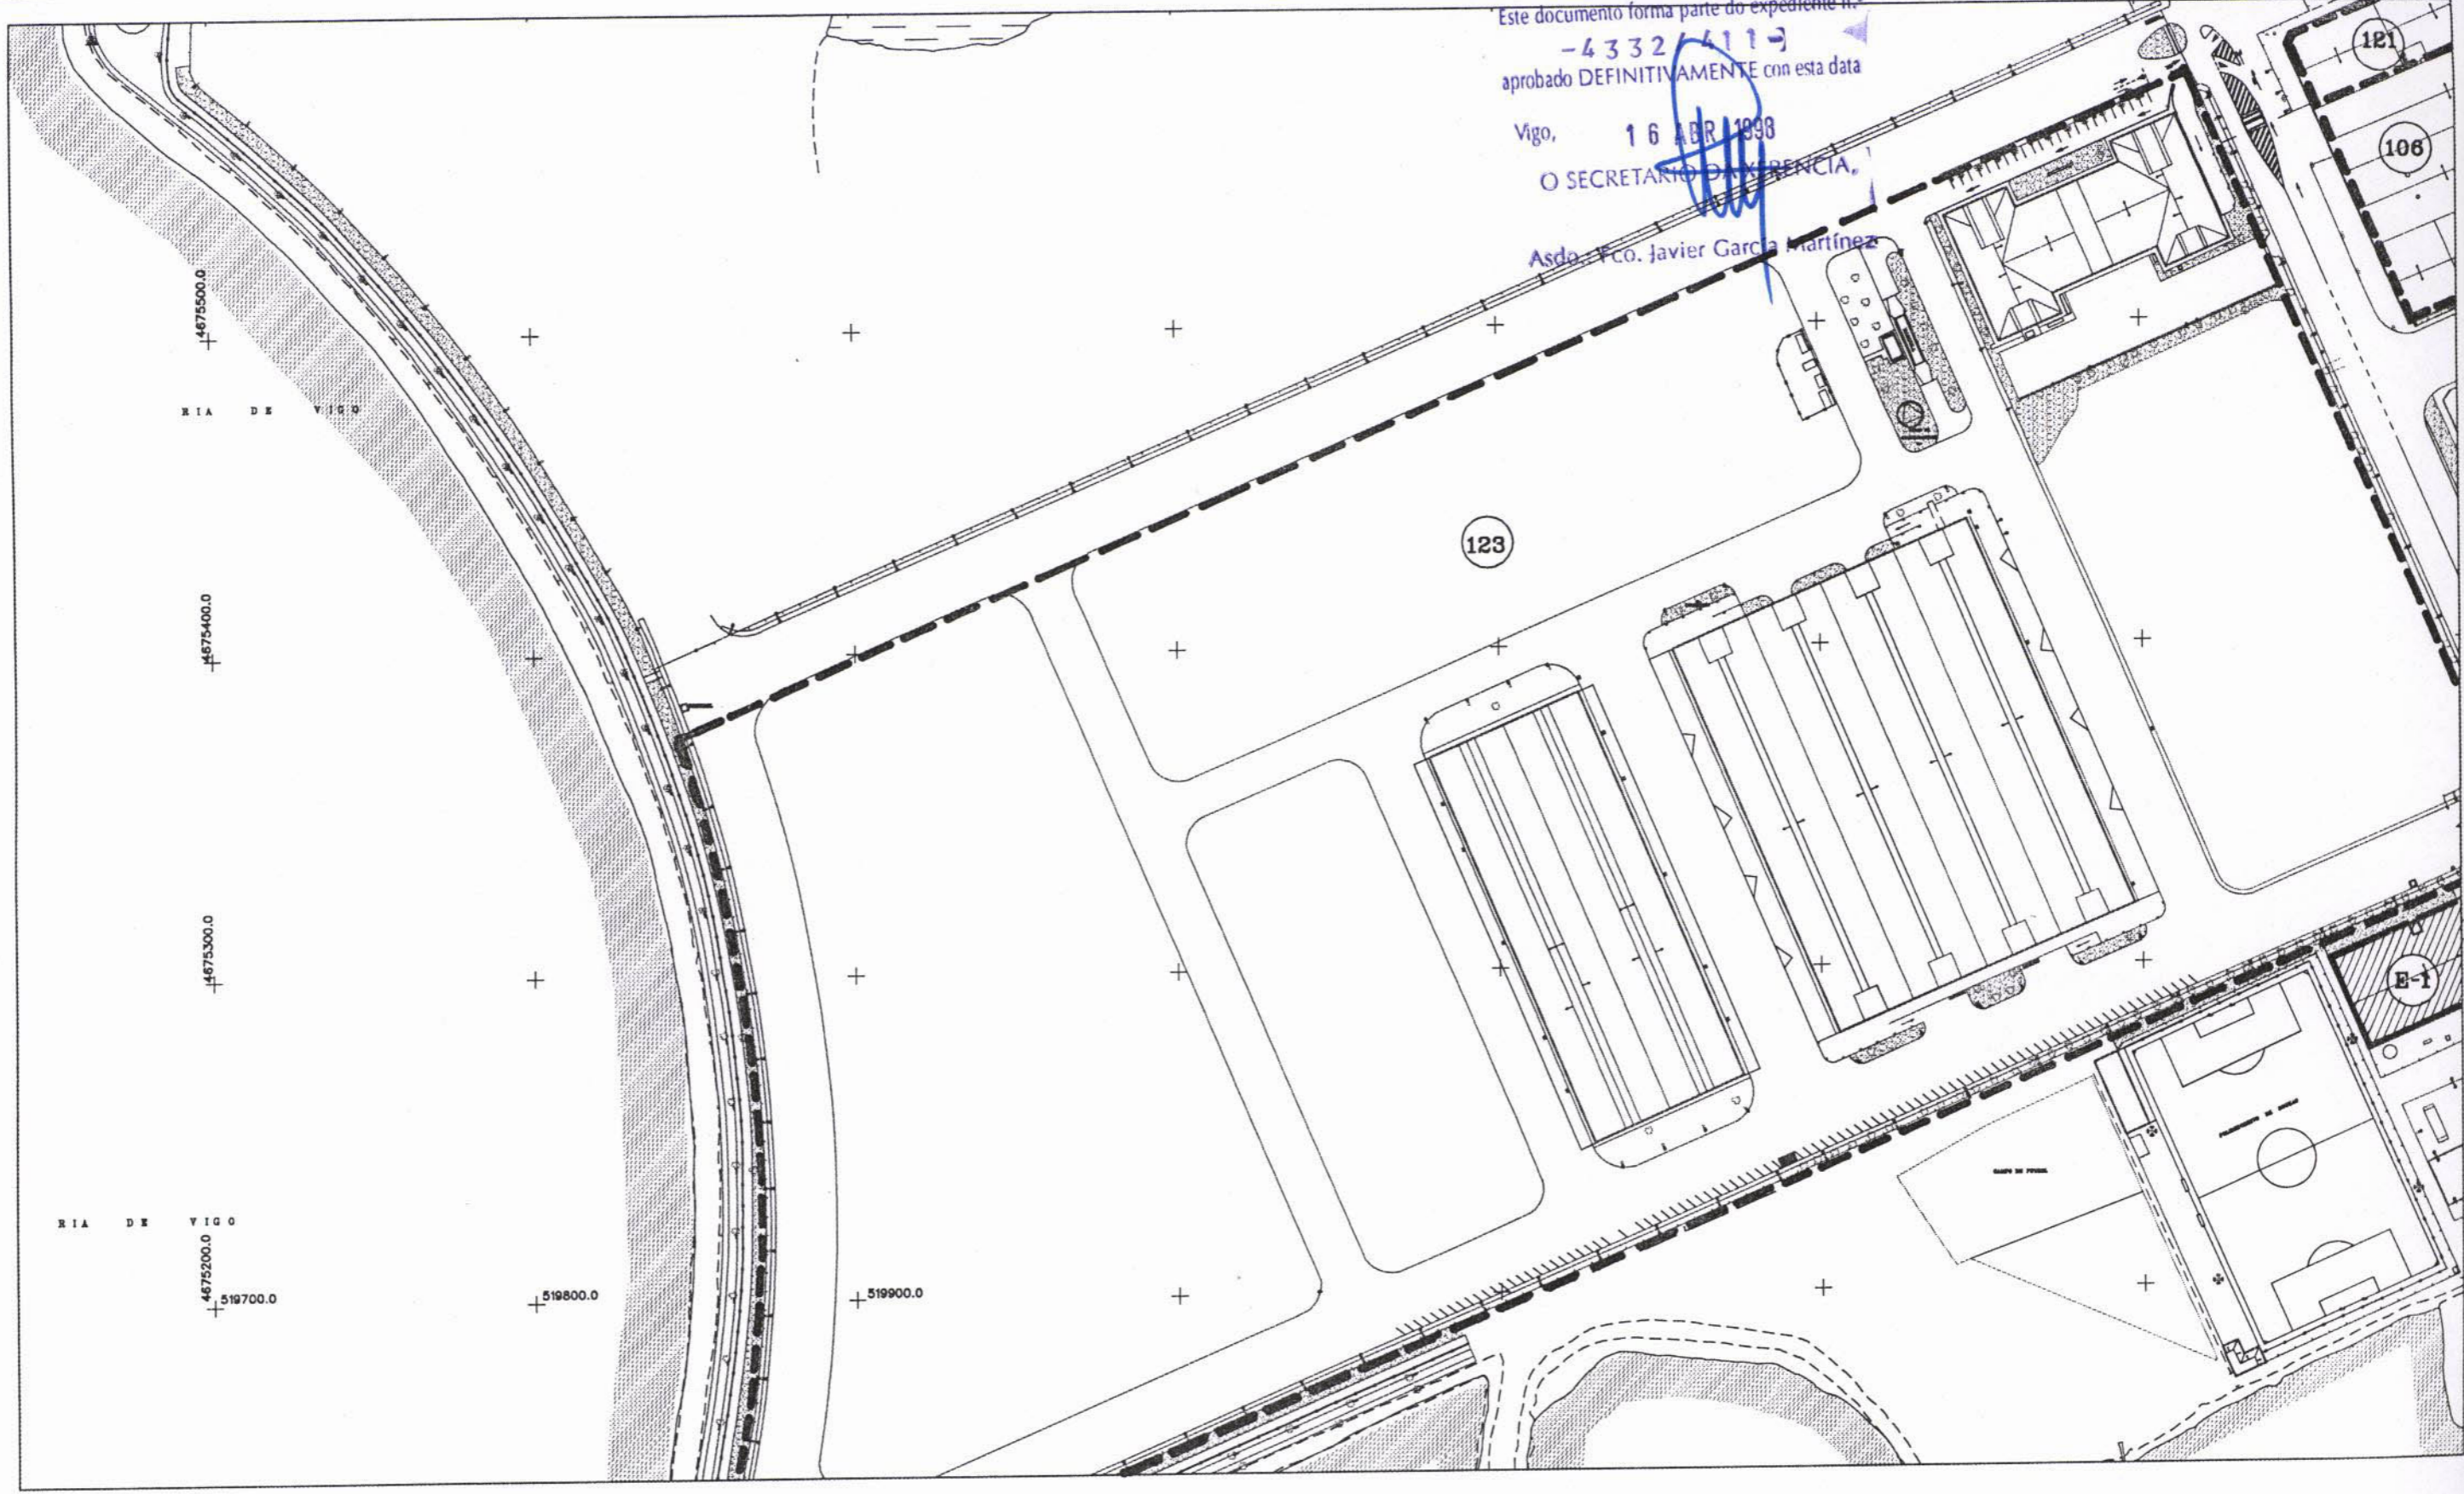 Este documento forma parte do expediente n.º
-4332/411-
aprobado DEFINITIVAMENTE con esta data
Vigo, 16 ABR 1998
O SECRETARIO DA XERENCIA,
Asdo.: Fco. Javier García Martínez
121
106
4675500.0
RIA DE VIGO
123
4675400.0
4675300.0
E-1
RIA DE VIGO
4675200.0
519700.0
519800.0
519900.0